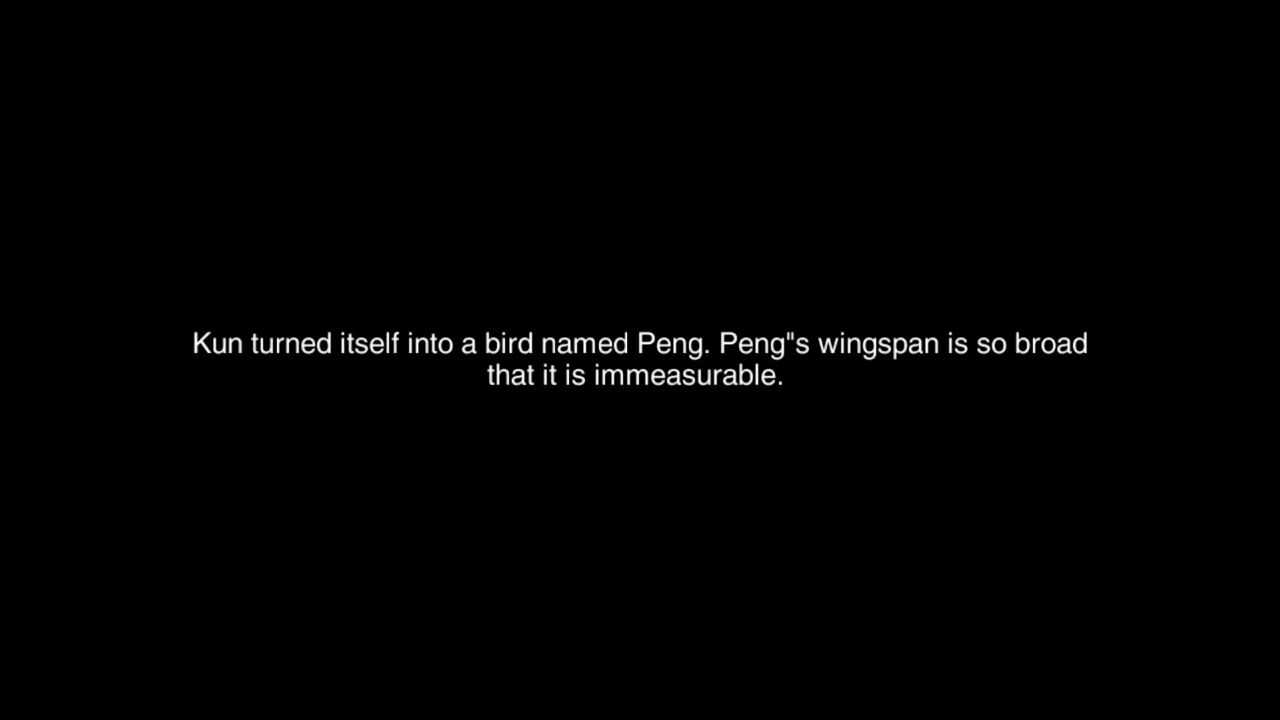 Kun turned itself into a bird named Peng. Peng"s wingspan is so broad
that it is immeasurable.